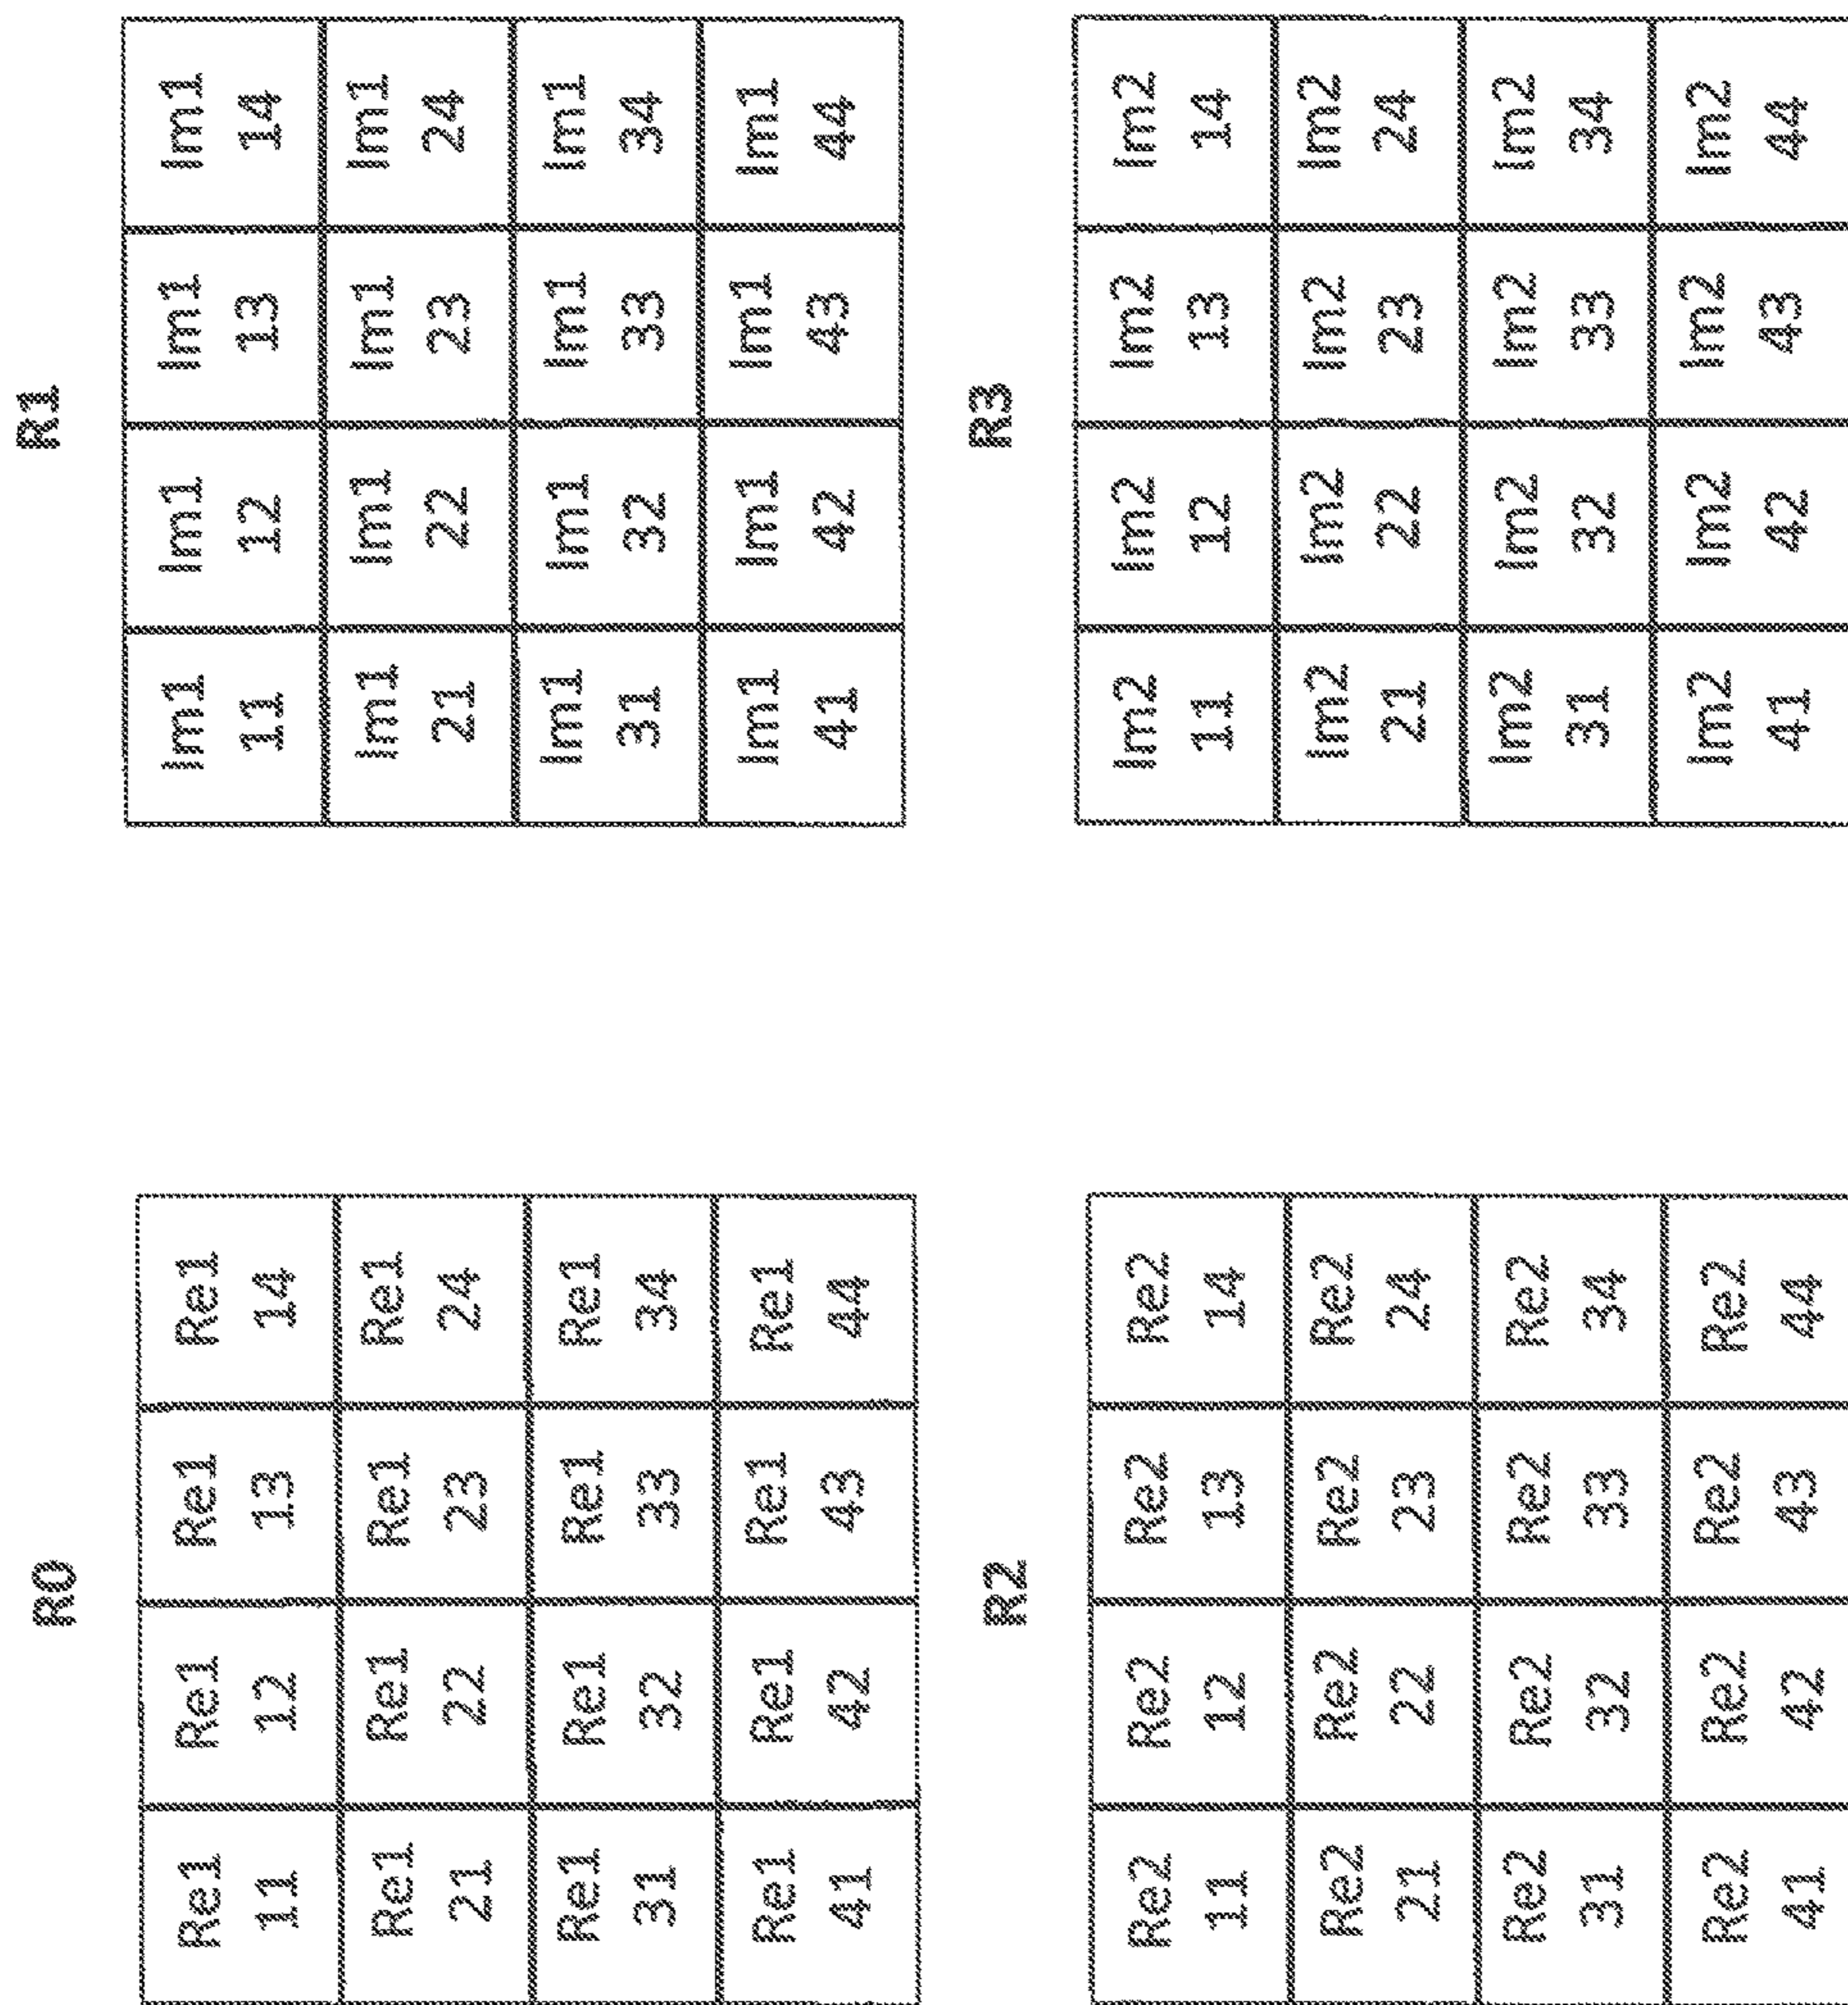 R0
Re1 Re1 Re1 Re1
11 12 13 14
Re1 Re1 Re1 Re1
21 22 23 24
Re1 Re1 Re1 Re1
31 32 33 34
Re1 Re1 Re1 Re1
41 42 43 44
R1
Im1 Im1 Im1 Im1
11 12 13 14
Im1 Im1 Im1 Im1
21 22 23 24
Im1 Im1 Im1 Im1
31 32 33 34
Im1 Im1 Im1 Im1
41 42 43 44
R2
Re2 Re2 Re2 Re2
11 12 13 14
Re2 Re2 Re2 Re2
21 22 23 24
Re2 Re2 Re2 Re2
31 32 33 34
Re2 Re2 Re2 Re2
41 42 43 44
R3
Im2 Im2 Im2 Im2
11 12 13 14
Im2 Im2 Im2 Im2
21 22 23 24
Im2 Im2 Im2 Im2
31 32 33 34
Im2 Im2 Im2 Im2
41 42 43 44